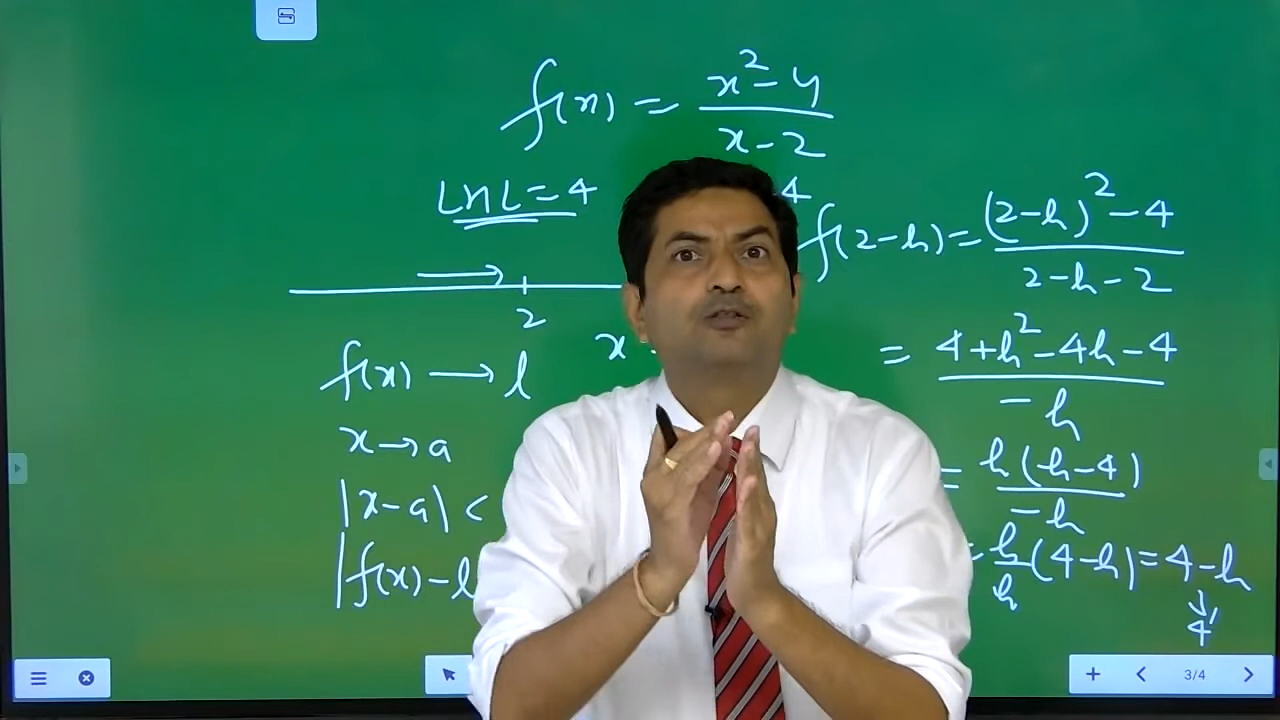 f(x) = x² - 4 / x - 2
LHL = 4
4
f(2-h) = (2-h)² - 4 / 2-h-2
2
f(x) → l
x
= 4+h²-4h-4 / -h
x → a
= h(h-4) / -h
|x-a| <
= h/h (4-h) = 4-h
|f(x)-l
↓
4
3/4